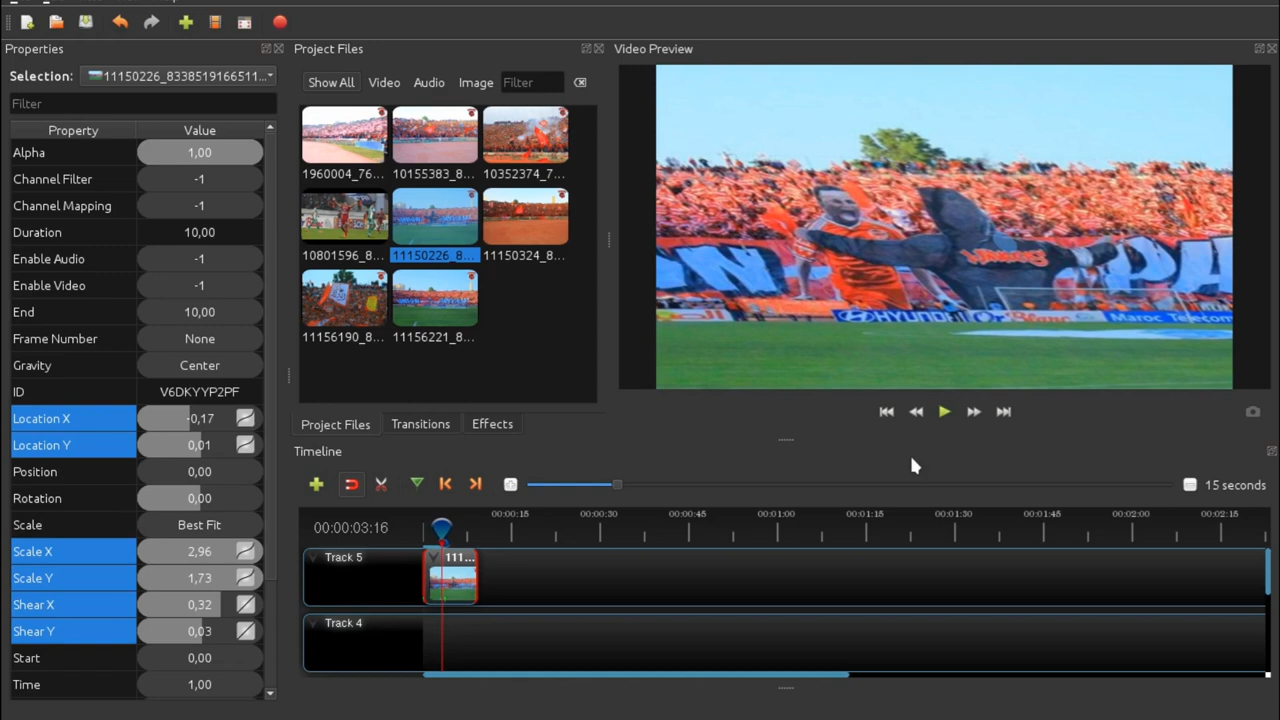 Properties
Project Files
Video Preview
Selection: 11150226_8338519166511...
Show All
Video
Audio
Image
Filter
Filter
Property
Value
Alpha
1,00
Channel Filter
-1
Channel Mapping
-1
Duration
10,00
Enable Audio
-1
Enable Video
-1
End
10,00
Frame Number
None
Gravity
Center
ID
V6DKYYP2PF
Location X
-0,17
Location Y
0,01
Position
0,00
Rotation
0,00
Scale
Best Fit
Scale X
2,96
Scale Y
1,73
Shear X
0,32
Shear Y
0,03
Start
0,00
Time
1,00
1960004_76...
10155383_8...
10352374_7...
10801596_8...
11150226_8...
11150324_8...
11156190_8...
11156221_8...
Project Files
Transitions
Effects
HYUNDAI
Maroc Telecom
Timeline
15 seconds
00:00:03:16
00:00:15
00:00:30
00:00:45
00:01:00
00:01:15
00:01:30
00:01:45
00:02:00
00:02:15
Track 5
111...
Track 4